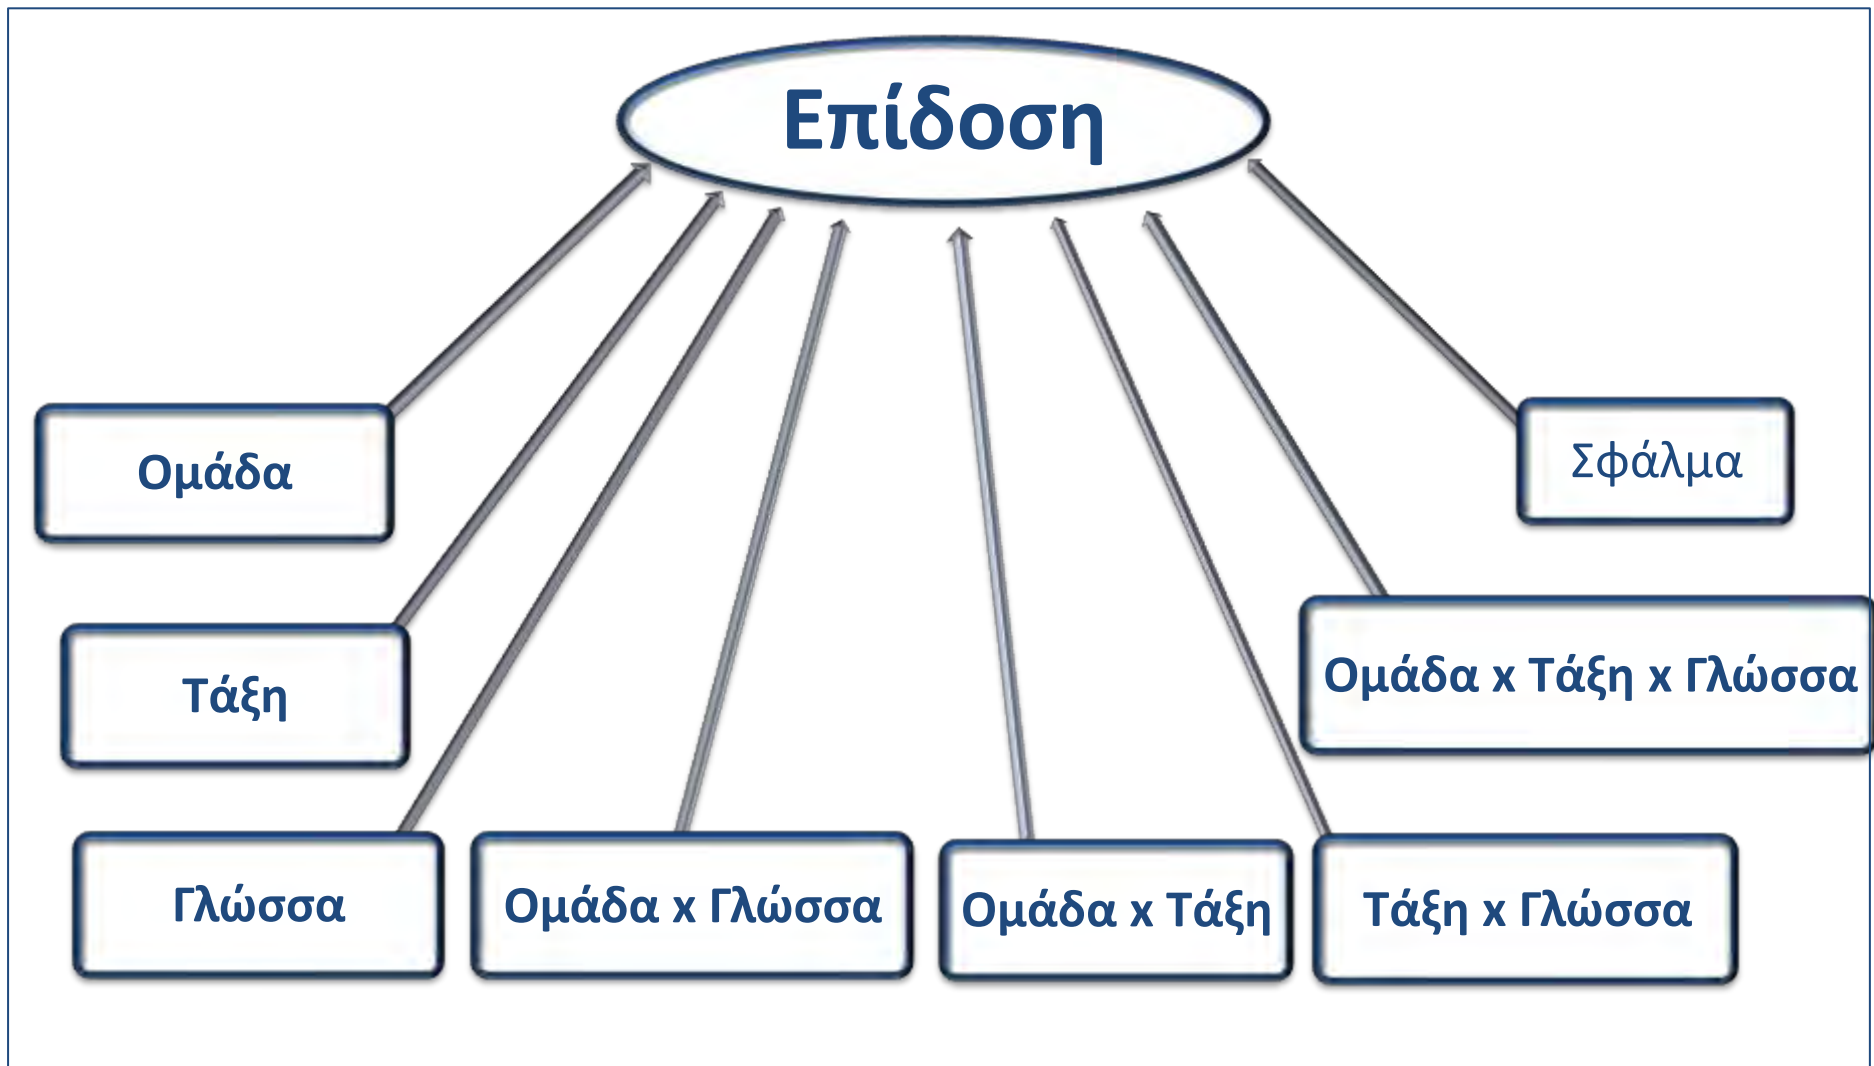 Επίδοση
Ομάδα
Σφάλμα
Τάξη
Ομάδα x Τάξη x Γλώσσα
Γλώσσα
Ομάδα x Γλώσσα
Ομάδα x Τάξη
Τάξη x Γλώσσα